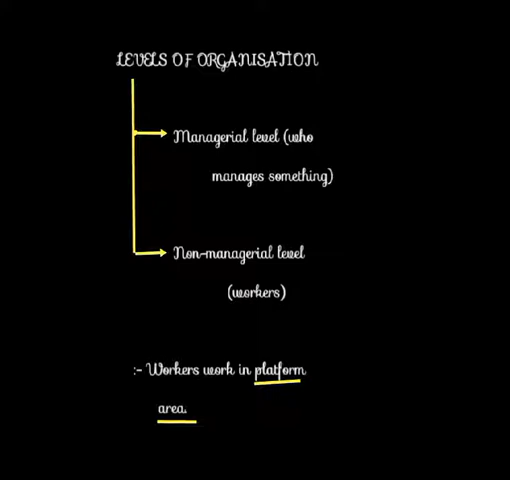 LEVELS OF ORGANISATION
Managerial level (who
manages something)
Non-managerial level
(workers)
:- Workers work in platform
area.